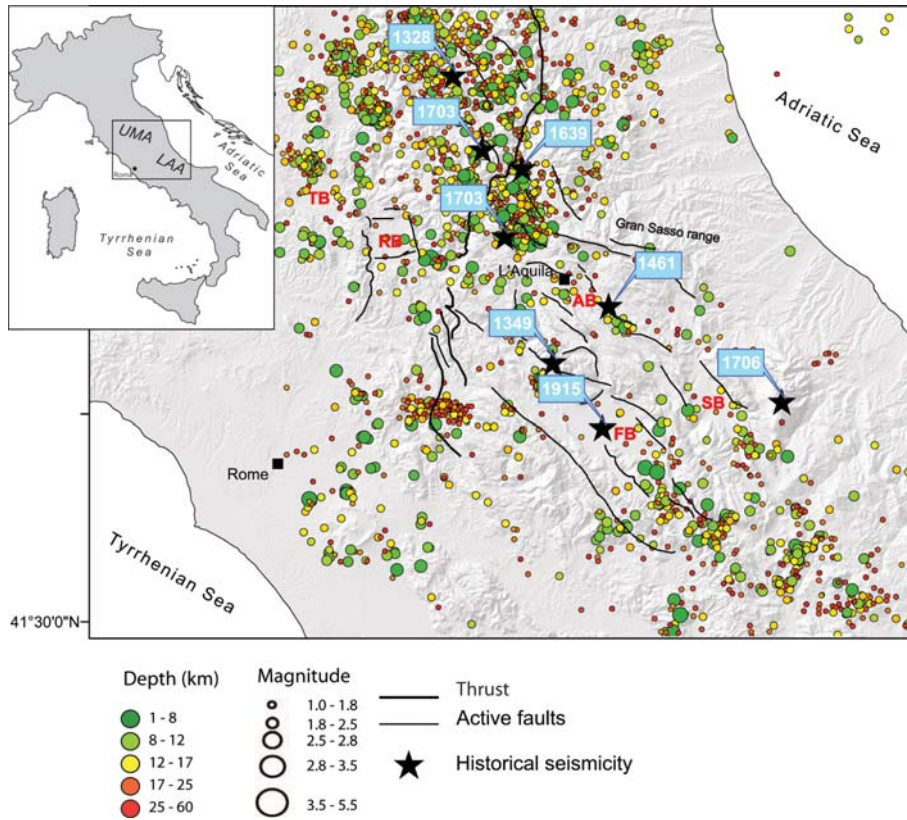 UMA
LAA
Rome
Adriatic
Sea
Tyrrhenian
Sea
1328
1703
1639
1703
TB
RB
Gran Sasso range
L'Aquila
1461
AB
1349
1706
1915
SB
FB
Rome
Adriatic Sea
Tyrrhenian Sea
41°30'0"N
Depth (km)
1 - 8
8 - 12
12 - 17
17 - 25
25 - 60
Magnitude
1.0 - 1.8
1.8 - 2.5
2.5 - 2.8
2.8 - 3.5
3.5 - 5.5
Thrust
Active faults
Historical seismicity